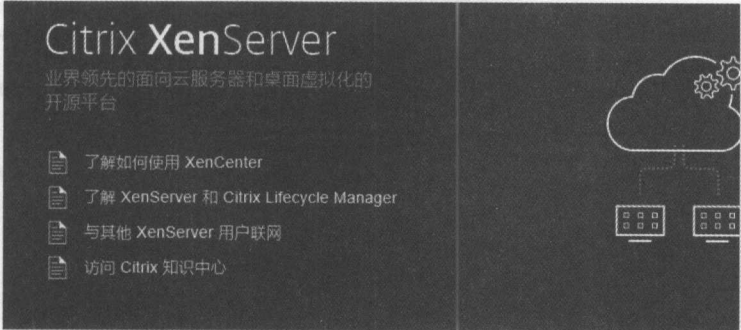 Citrix XenServer
业界领先的面向云服务器和桌面虚拟化的
开源平台
了解如何使用 XenCenter
了解 XenServer 和 Citrix Lifecycle Manager
与其他 XenServer 用户联网
访问 Citrix 知识中心